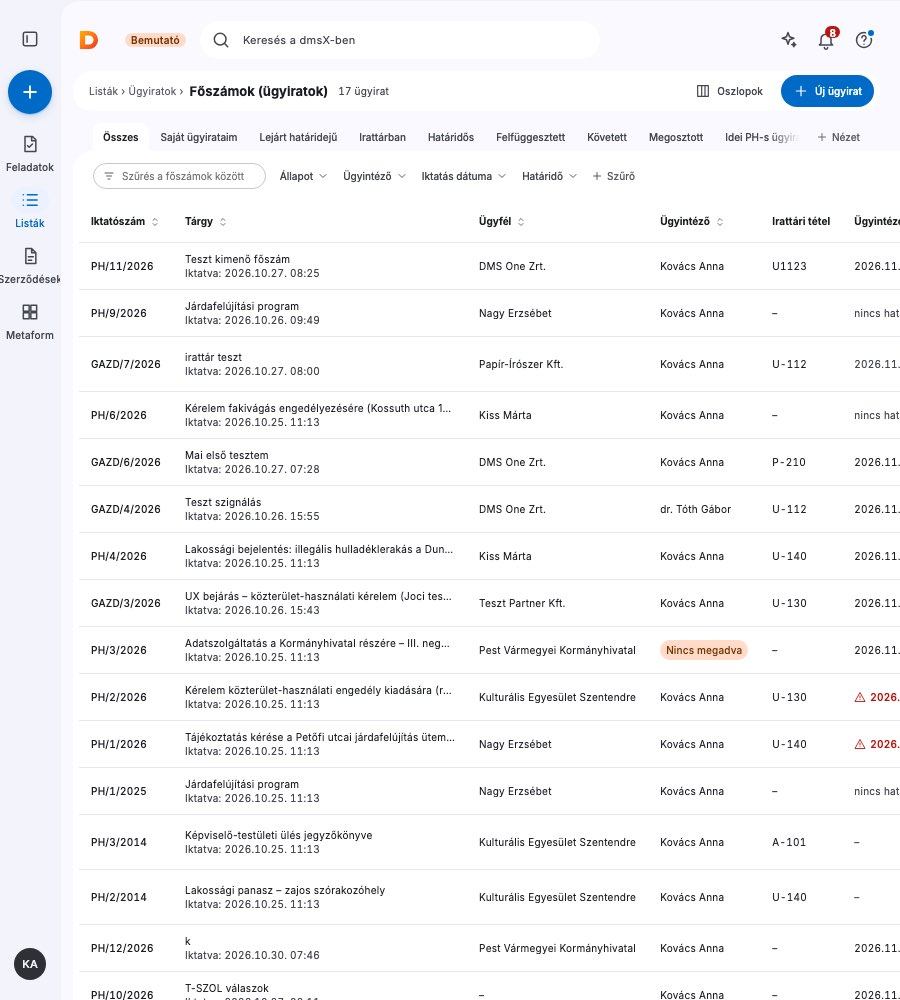 Bemutató
Keresés a dmsX-ben
8
Listák › Ügyiratok › Főszámok (ügyiratok) 17 ügyirat
Oszlopok
Új ügyirat
Feladatok
Listák
Szerződések
Metaform
Összes Saját ügyirataim Lejárt határidejű Irattárban Határidős Felfüggesztett Követett Megosztott Idei PH-s Nézet
Szűrés a főszámok között Állapot Ügyintéző Iktatás dátuma Határidő Szűrő
Iktatószám Tárgy Ügyfél Ügyintéző Irattári tétel
PH/11/2026 Teszt kimenő főszám DMS One Zrt. Kovács Anna U1123 2026.11.
Iktatva: 2026.10.27. 08:25
PH/9/2026 Járdafelújítási program Nagy Erzsébet Kovács Anna – nincs hat
Iktatva: 2026.10.26. 09:49
GAZD/7/2026 irattár teszt Papír-Írószer Kft. Kovács Anna U-112 2026.11.
Iktatva: 2026.10.27. 08:00
PH/6/2026 Kérelem fakivágás engedélyezésére (Kossuth utca 1... Kiss Márta Kovács Anna – nincs hat
Iktatva: 2026.10.25. 11:13
GAZD/6/2026 Mai első tesztem DMS One Zrt. Kovács Anna P-210 2026.11.
Iktatva: 2026.10.27. 07:28
GAZD/4/2026 Teszt szignálás DMS One Zrt. dr. Tóth Gábor U-112 2026.11.
Iktatva: 2026.10.26. 15:55
PH/4/2026 Lakossági bejelentés: illegális hulladéklerakás a Dun... Kiss Márta Kovács Anna U-140 2026.11.
Iktatva: 2026.10.25. 11:13
GAZD/3/2026 UX bejárás – közterület-használati kérelem (Joci tes... Teszt Partner Kft. Kovács Anna U-130 2026.11.
Iktatva: 2026.10.26. 15:43
PH/3/2026 Adatszolgáltatás a Kormányhivatal részére – III. neg... Pest Vármegyei Kormányhivatal Nincs megadva – 2026.11.
Iktatva: 2026.10.25. 11:13
PH/2/2026 Kérelem közterület-használati engedély kiadására (r... Kulturális Egyesület Szentendre Kovács Anna U-130 2026.
Iktatva: 2026.10.25. 11:13
PH/1/2026 Tájékoztatás kérése a Petőfi utcai járdafelújítás ütem... Nagy Erzsébet Kovács Anna U-140 2026.
Iktatva: 2026.10.25. 11:13
PH/1/2025 Járdafelújítási program Nagy Erzsébet Kovács Anna – nincs hat
Iktatva: 2026.10.25. 11:13
PH/3/2014 Képviselő-testületi ülés jegyzőkönyve Kulturális Egyesület Szentendre Kovács Anna A-101 –
Iktatva: 2026.10.25. 11:13
PH/2/2014 Lakossági panasz – zajos szórakozóhely Kulturális Egyesület Szentendre Kovács Anna U-140 –
Iktatva: 2026.10.25. 11:13
PH/12/2026 k Pest Vármegyei Kormányhivatal Kovács Anna – 2026.11.
Iktatva: 2026.10.30. 07:46
PH/10/2026 T-SZOL válaszok – Kovács Anna – 2026.11.
KA